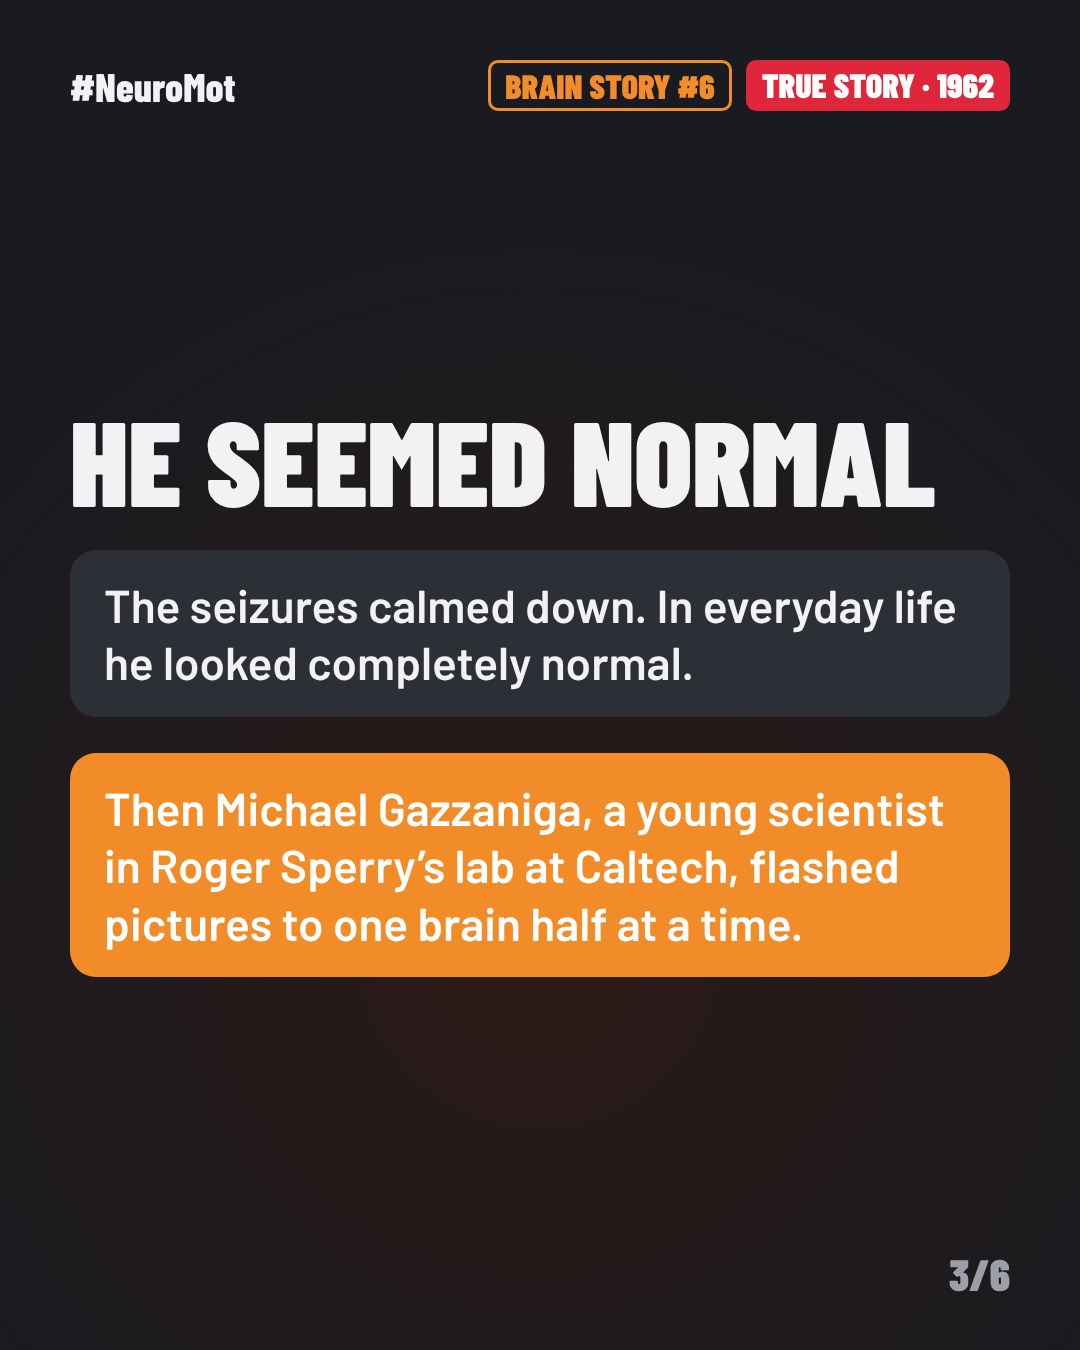 #NeuroMot
BRAIN STORY #6
TRUE STORY · 1962
HE SEEMED NORMAL
The seizures calmed down. In everyday life
he looked completely normal.
Then Michael Gazzaniga, a young scientist
in Roger Sperry’s lab at Caltech, flashed
pictures to one brain half at a time.
3/6